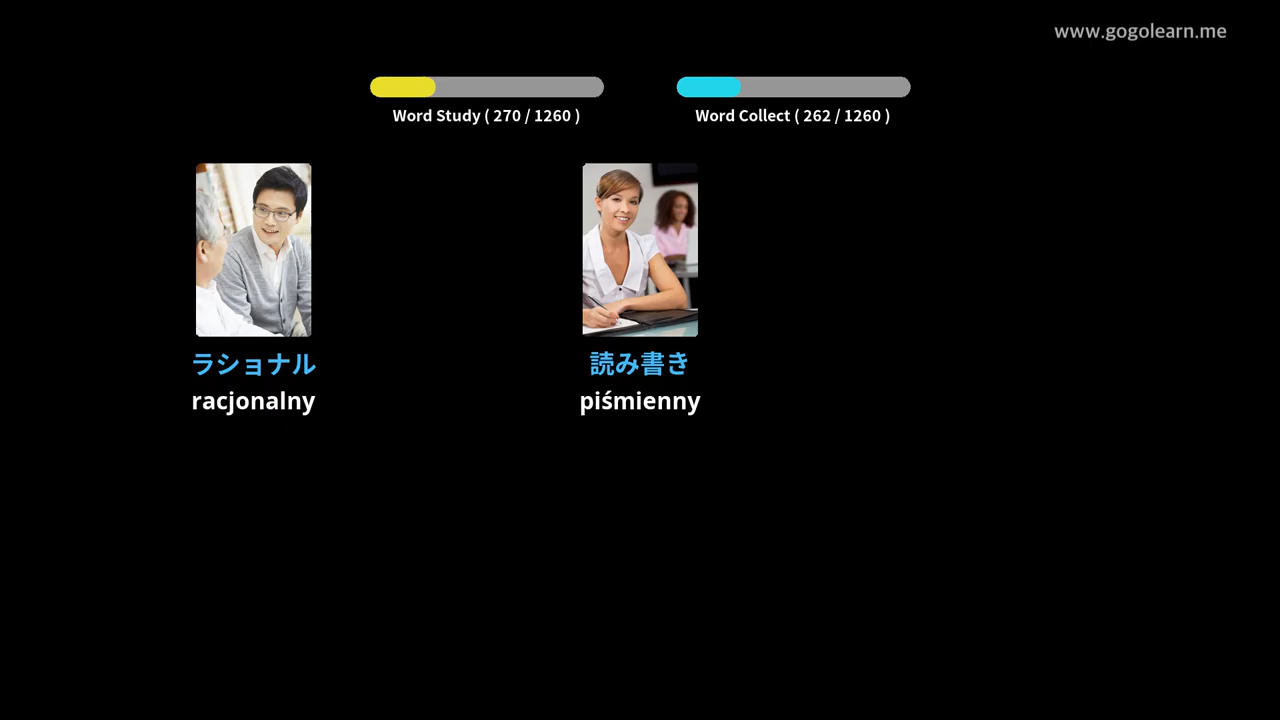 www.gogolearn.me
Word Study ( 270 / 1260 )
Word Collect ( 262 / 1260 )
ラショナル
racjonalny
読み書き
piśmienny